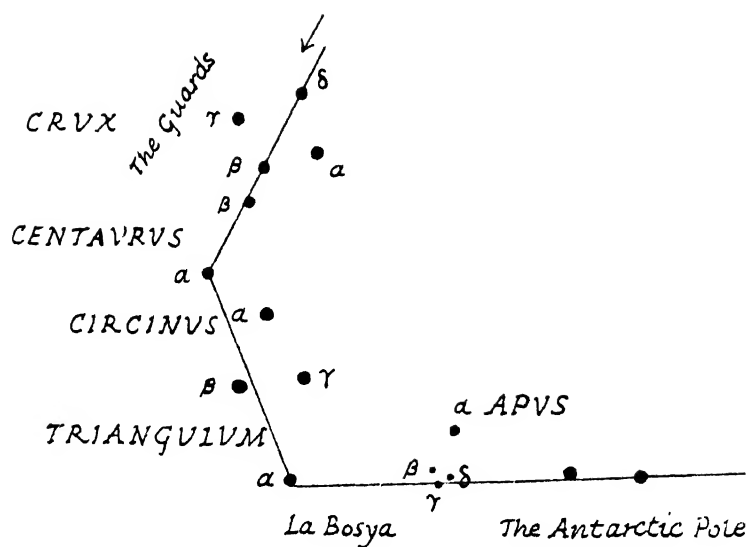 δ
CRVX
γ
The Guards
β
α
β
CENTAVRVS
α
CIRCINVS α
β
γ
TRIANGVLVM
α APVS
α
β
δ
γ
La Bosya
The Antarctic Pole